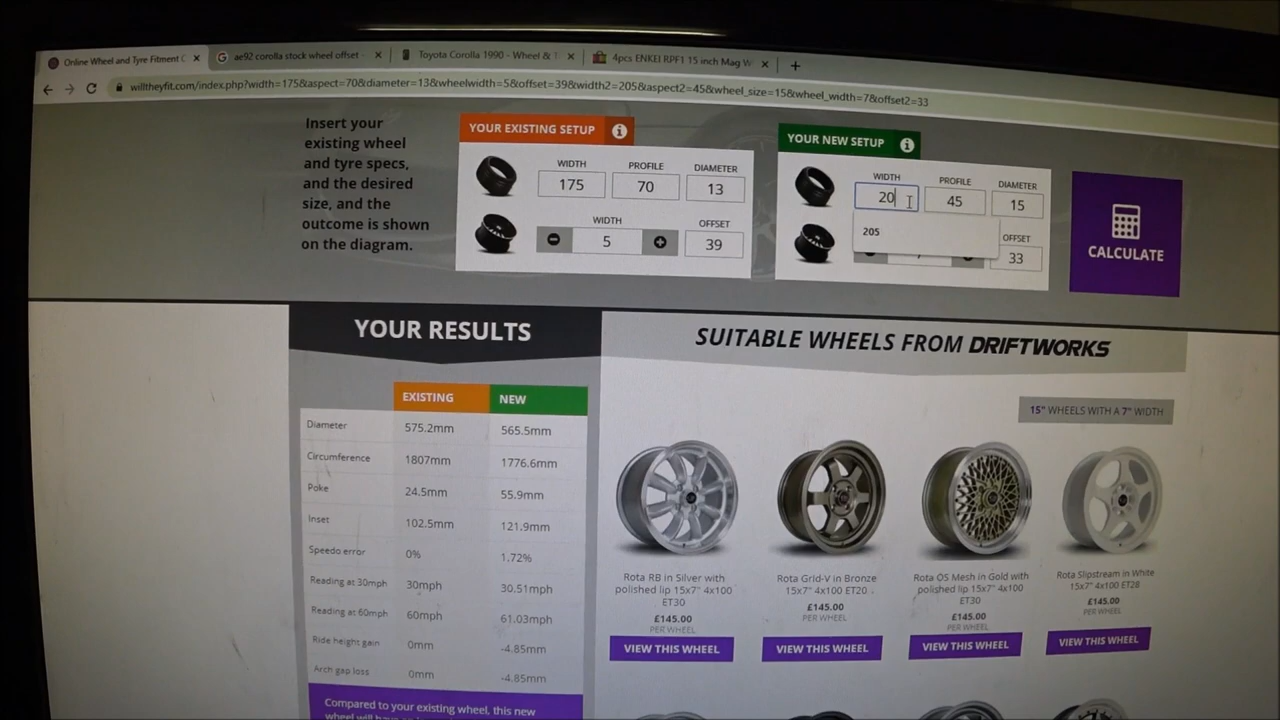 Online Wheel and Tyre Fitment C
ae92 corolla stock wheel offset
Toyota Corolla 1990 - Wheel & T
4pcs ENKEI RPF1 15 inch Mag W
willtheyfit.com/index.php?width=175&aspect=70&diameter=13&wheelwidth=5&offset=39&width2=205&aspect2=45&wheel_size=15&wheel_width=7&offset2=33
Insert your
existing wheel
and tyre specs,
and the desired
size, and the
outcome is shown
on the diagram.
YOUR EXISTING SETUP
WIDTH PROFILE DIAMETER
175 70 13
WIDTH OFFSET
5 39
YOUR NEW SETUP
WIDTH PROFILE DIAMETER
20 45 15
205
OFFSET
33
CALCULATE
YOUR RESULTS
EXISTING NEW
Diameter 575.2mm 565.5mm
Circumference 1807mm 1776.6mm
Poke 24.5mm 55.9mm
Inset 102.5mm 121.9mm
Speedo error 0% 1.72%
Reading at 30mph 30mph 30.51mph
Reading at 60mph 60mph 61.03mph
Ride height gain 0mm -4.85mm
Arch gap loss 0mm -4.85mm
Compared to your existing wheel, this new
SUITABLE WHEELS FROM DRIFTWORKS
15" WHEELS WITH A 7" WIDTH
Rota RB in Silver with
polished lip 15x7" 4x100
ET30
£145.00
PER WHEEL
VIEW THIS WHEEL
Rota Grid-V in Bronze
15x7" 4x100 ET20
£145.00
PER WHEEL
VIEW THIS WHEEL
Rota OS Mesh in Gold with
polished lip 15x7" 4x100
ET30
£145.00
PER WHEEL
VIEW THIS WHEEL
Rota Slipstream in White
15x7" 4x100 ET28
£145.00
PER WHEEL
VIEW THIS WHEEL